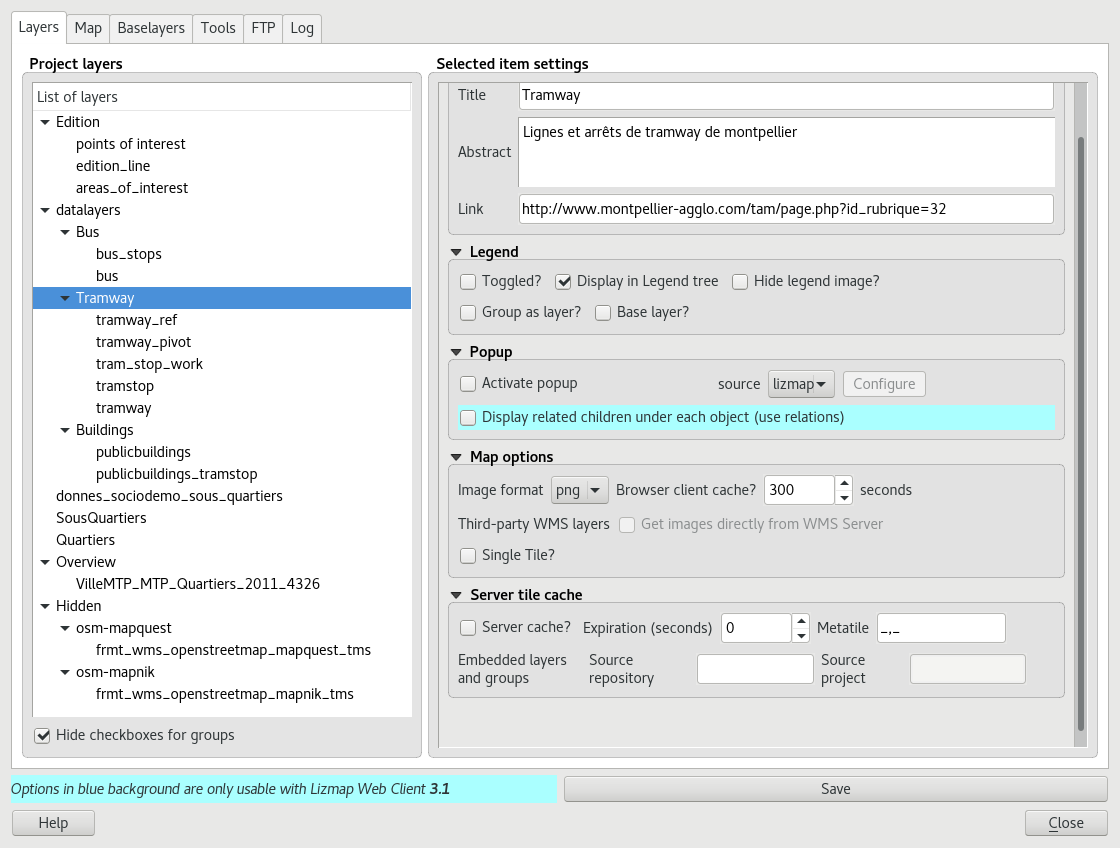 Layers Map Baselayers Tools FTP Log
Project layers
List of layers
Edition
points of interest
edition_line
areas_of_interest
datalayers
Bus
bus_stops
bus
Tramway
tramway_ref
tramway_pivot
tram_stop_work
tramstop
tramway
Buildings
publicbuildings
publicbuildings_tramstop
donnes_sociodemo_sous_quartiers
SousQuartiers
Quartiers
Overview
VilleMTP_MTP_Quartiers_2011_4326
Hidden
osm-mapquest
frmt_wms_openstreetmap_mapquest_tms
osm-mapnik
frmt_wms_openstreetmap_mapnik_tms
Hide checkboxes for groups
Selected item settings
Title Tramway
Abstract Lignes et arrêts de tramway de montpellier
Link http://www.montpellier-agglo.com/tam/page.php?id_rubrique=32
Legend
Toggled? Display in Legend tree Hide legend image?
Group as layer? Base layer?
Popup
Activate popup source lizmap Configure
Display related children under each object (use relations)
Map options
Image format png Browser client cache? 300 seconds
Third-party WMS layers Get images directly from WMS Server
Single Tile?
Server tile cache
Server cache? Expiration (seconds) 0 Metatile _,_
Embedded layers and groups Source repository Source project
Options in blue background are only usable with Lizmap Web Client 3.1
Save
Help
Close